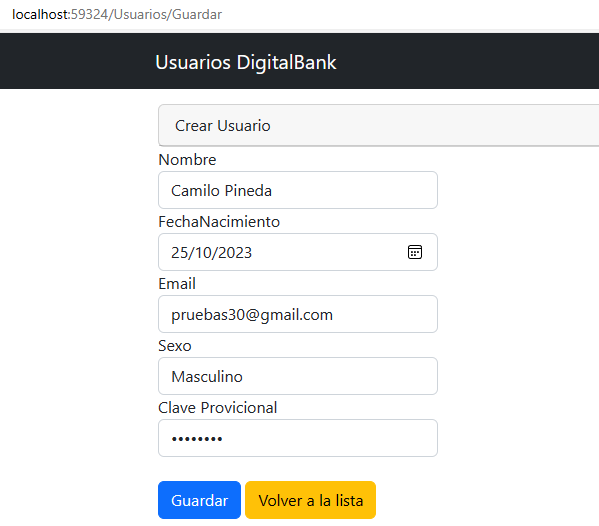 localhost:59324/Usuarios/Guardar
Usuarios DigitalBank
Crear Usuario
Nombre
Camilo Pineda
FechaNacimiento
25/10/2023
Email
pruebas30@gmail.com
Sexo
Masculino
Clave Provicional
••••••••
Guardar Volver a la lista